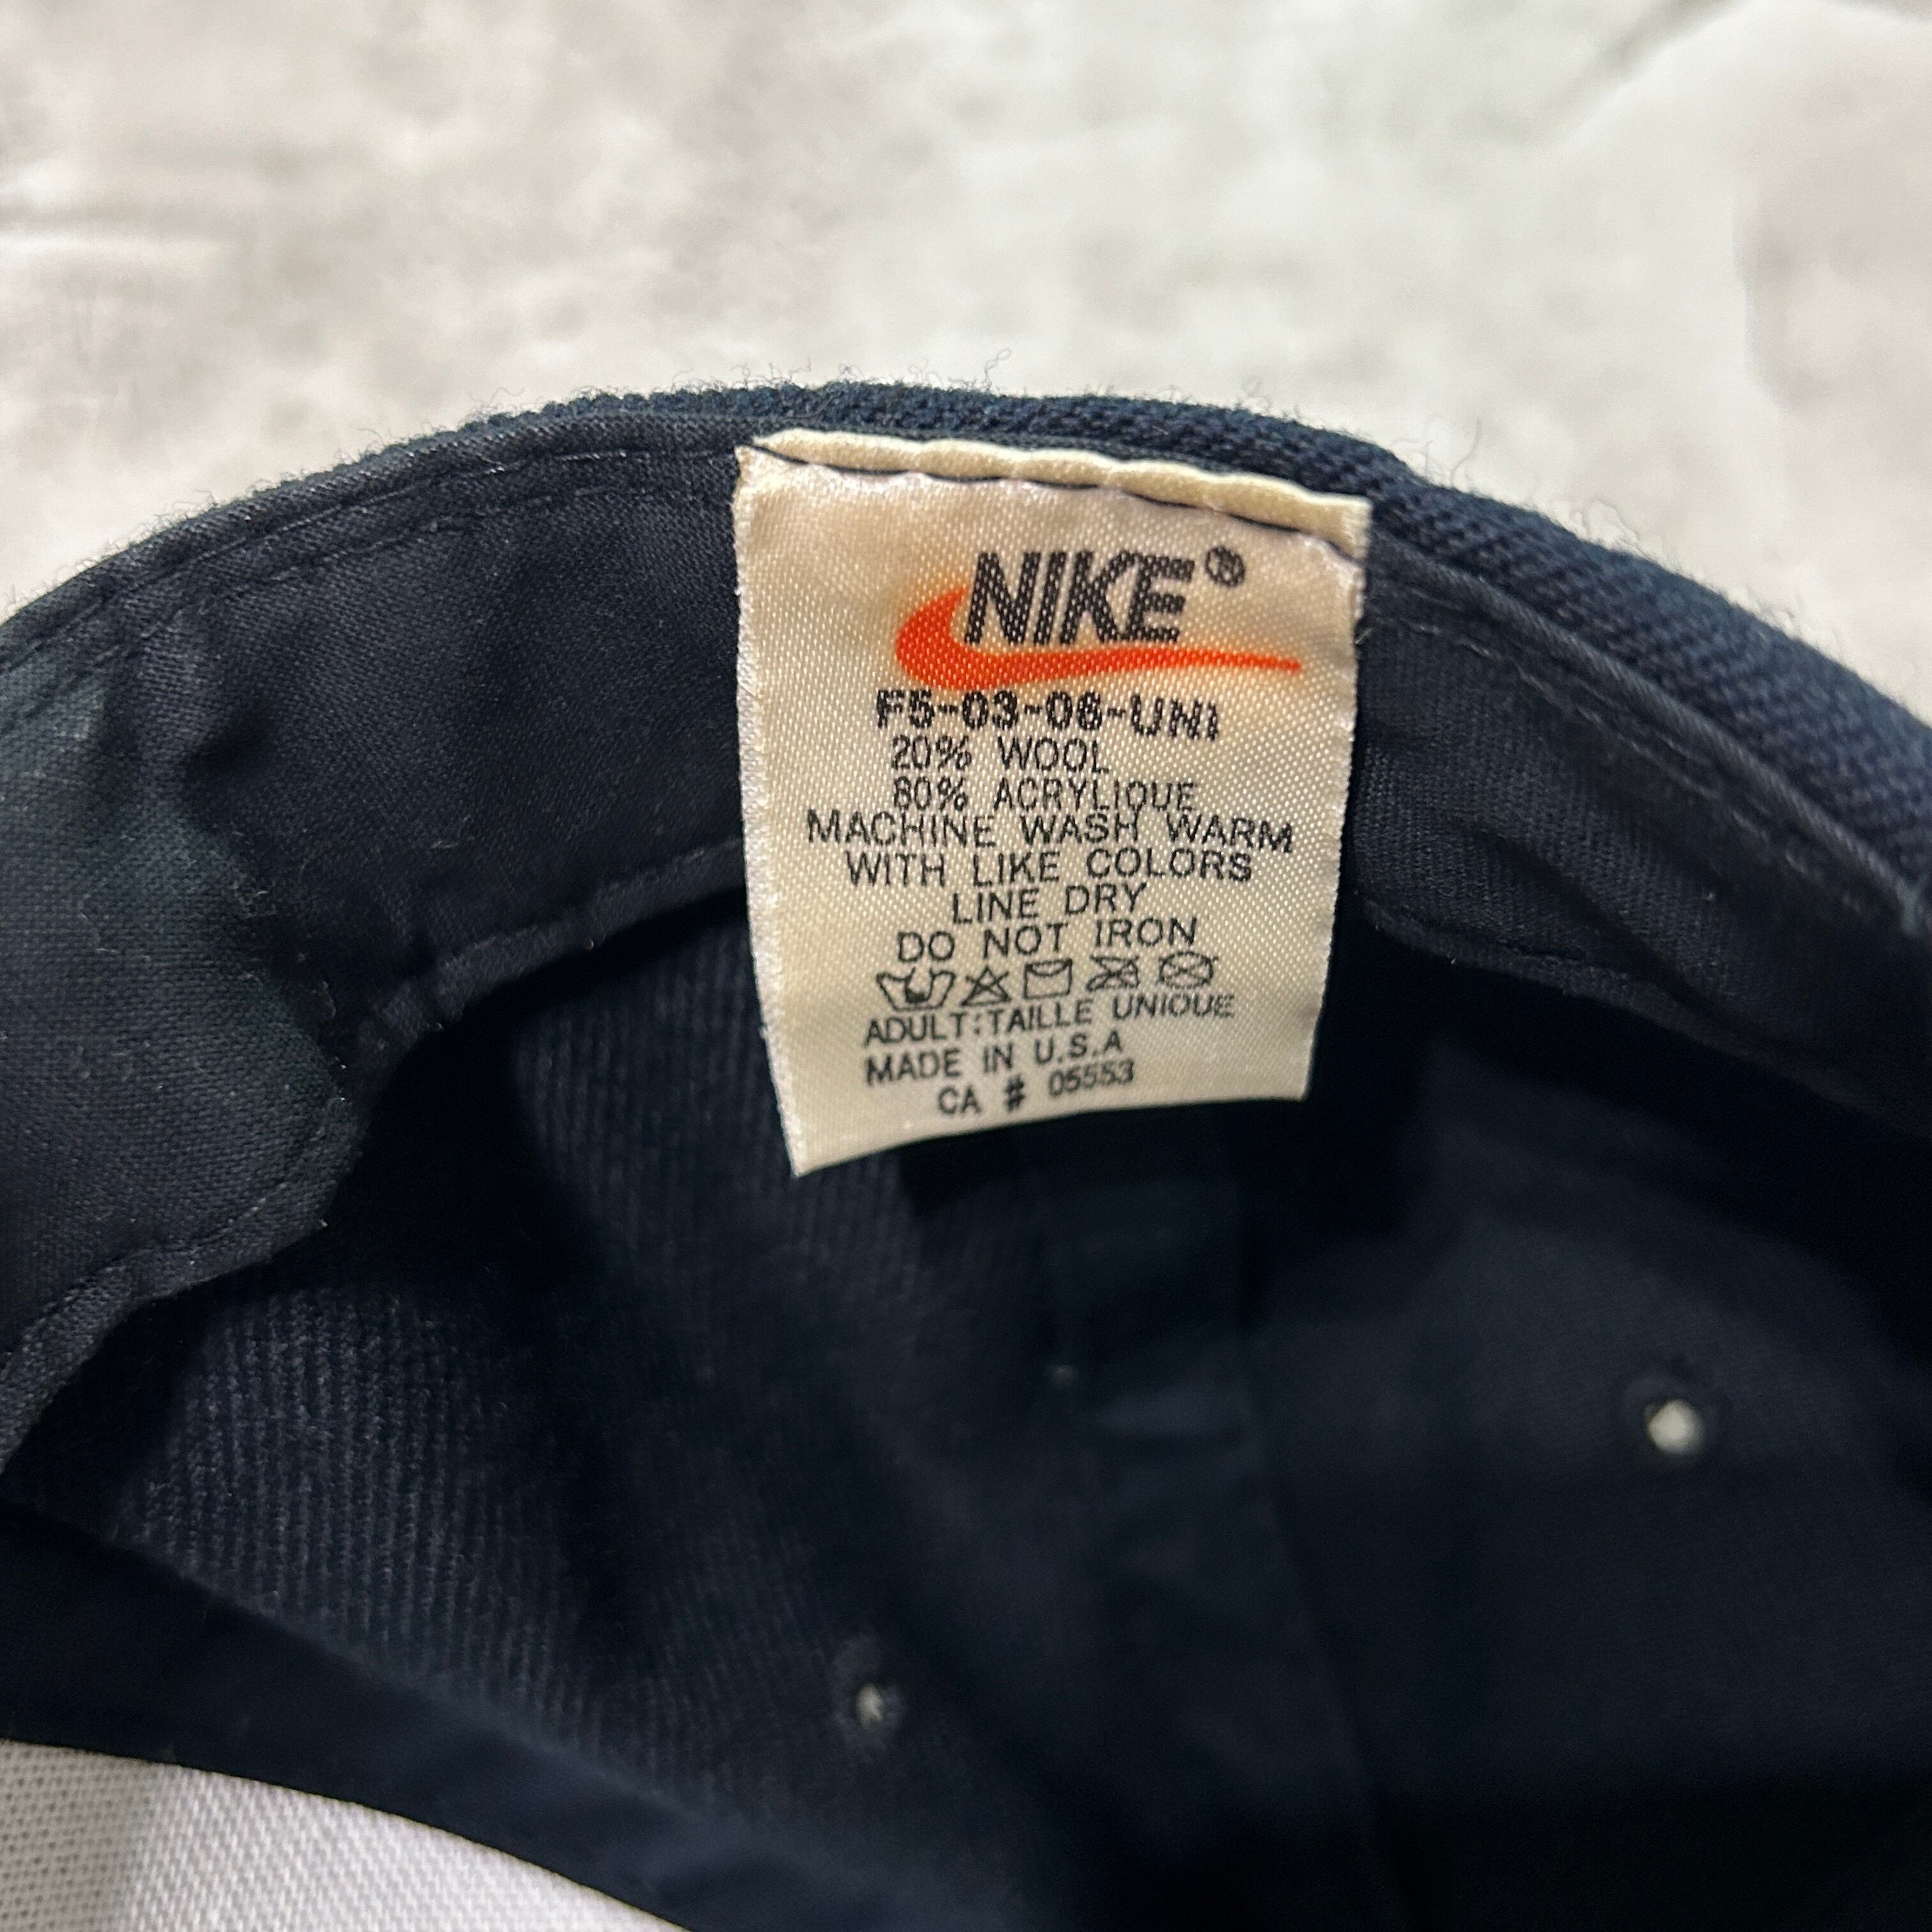 NIKE®
F5-03-06-UNI
20% WOOL
80% ACRYLIQUE
MACHINE WASH WARM
WITH LIKE COLORS
LINE DRY
DO NOT IRON
ADULT:TAILLE UNIQUE
MADE IN U.S.A
CA # 05553